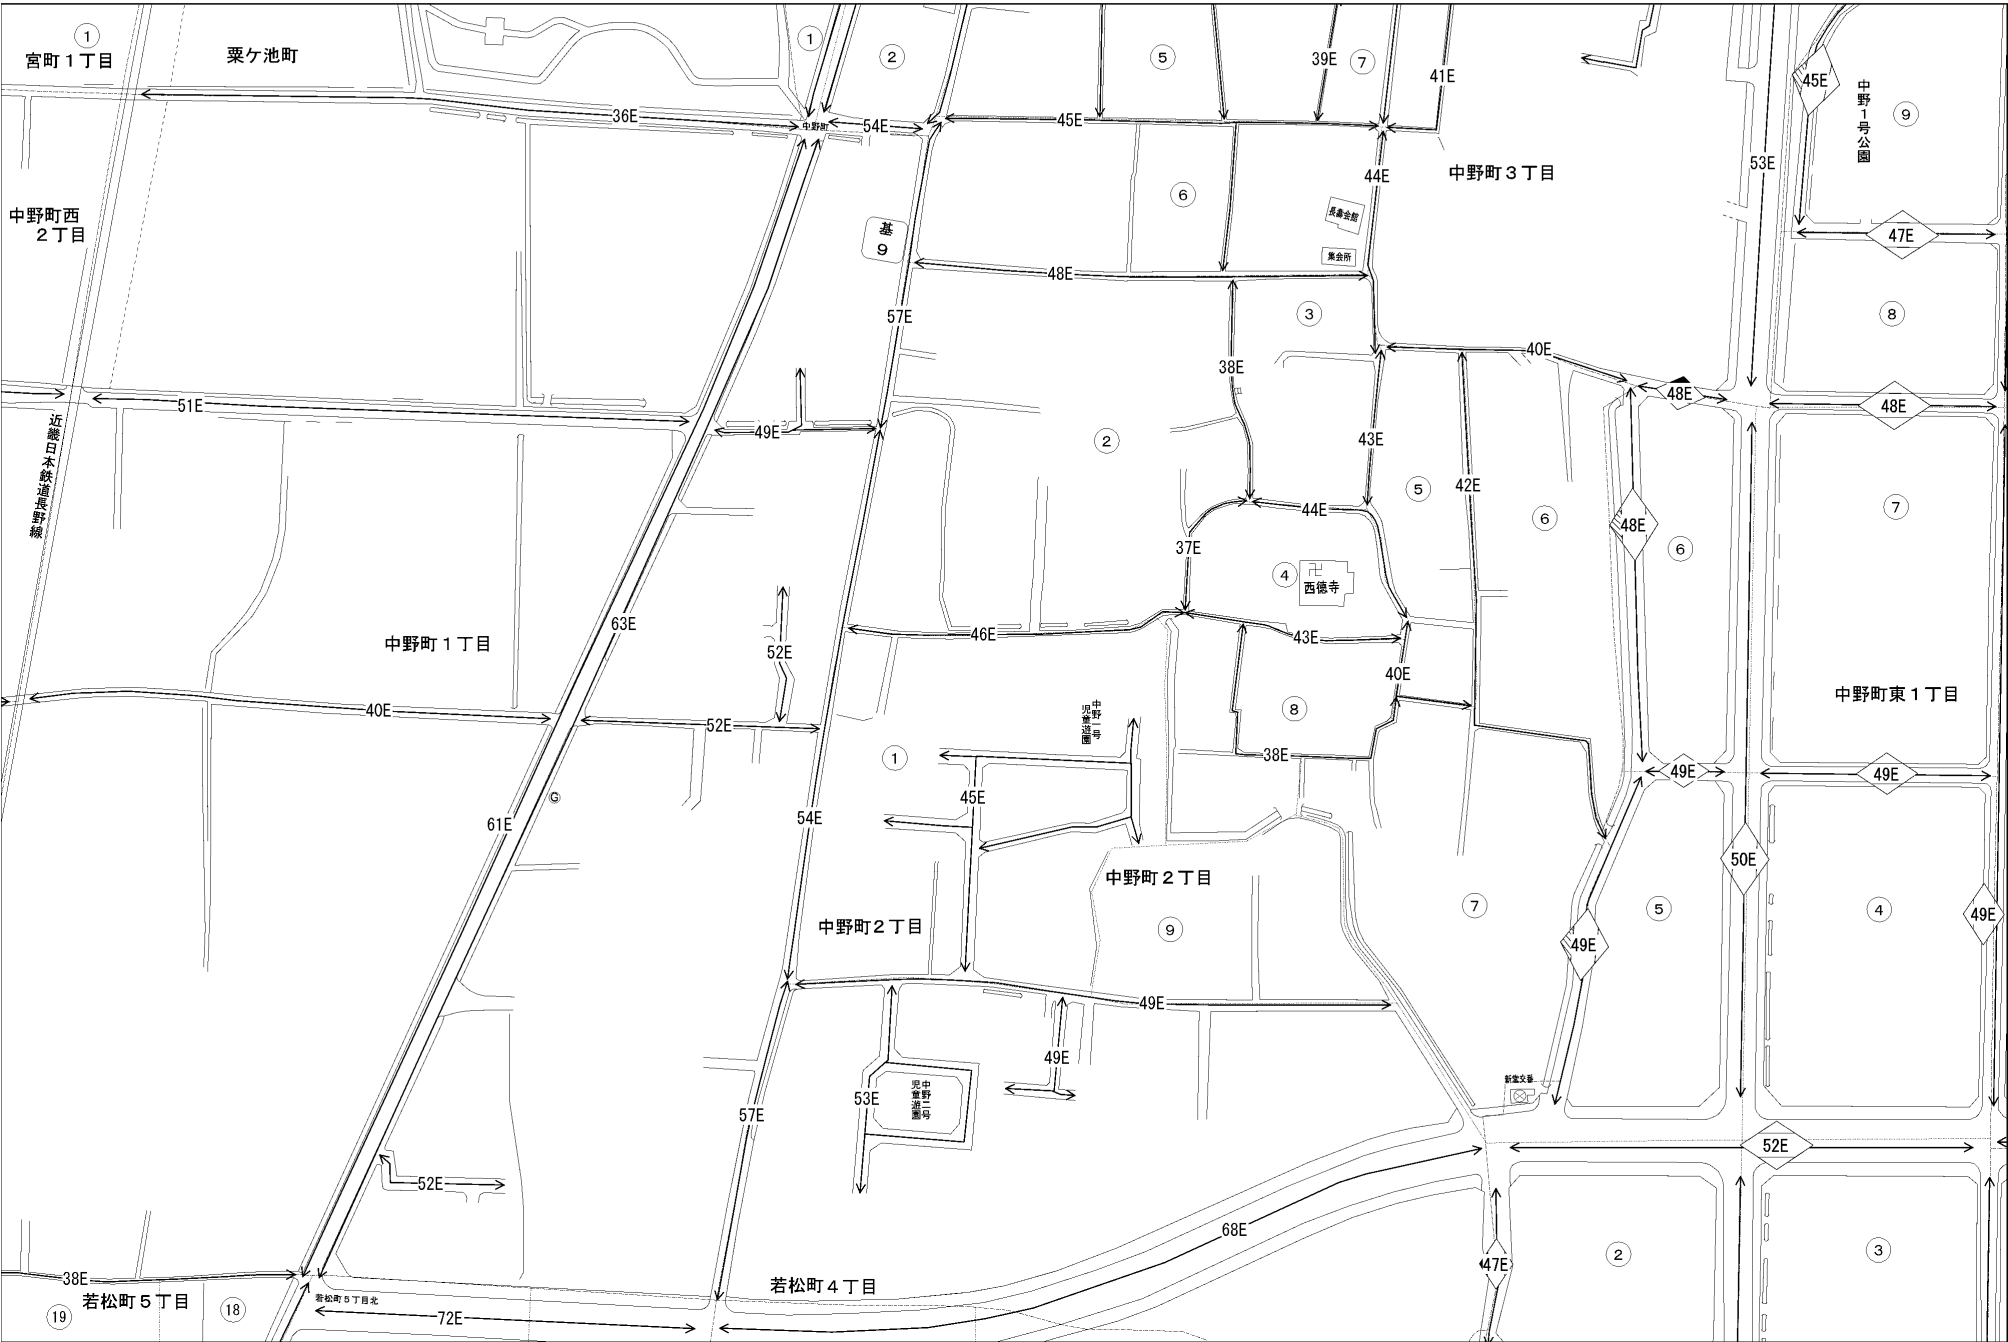 ①
宮町１丁目
粟ケ池町
①
②
⑤
39E
⑦
41E
45E
中野１号公園
⑨
36E
中野町
54E
45E
53E
44E
中野町３丁目
⑥
中野町西
２丁目
長壽会館
基
9
集会所
47E
48E
57E
③
⑧
38E
40E
48E
48E
51E
近畿日本鉄道長野線
49E
②
43E
42E
⑤
⑥
⑦
44E
48E
37E
⑥
④
西徳寺
63E
46E
43E
中野町１丁目
52E
40E
中野町東１丁目
40E
52E
中野一号
児童遊園
⑧
①
38E
49E
49E
G
45E
61E
54E
50E
中野町２丁目
⑦
⑤
④
49E
中野町２丁目
⑨
49E
49E
49E
新堂交番
57E
53E
中野二号
児童遊園
52E
52E
68E
②
③
47E
38E
若松町５丁目
⑲
⑱
若松町５丁目北
72E
若松町４丁目